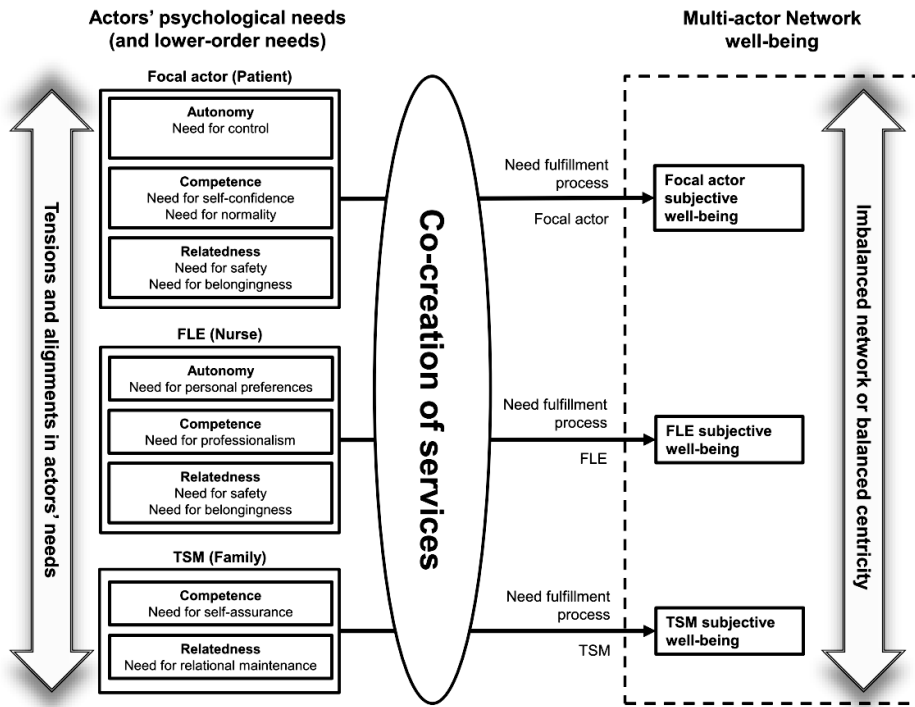 Actors' psychological needs
(and lower-order needs)
Multi-actor Network
well-being
Tensions and alignments in actors' needs
Focal actor (Patient)
Autonomy
Need for control
Competence
Need for self-confidence
Need for normality
Relatedness
Need for safety
Need for belongingness
FLE (Nurse)
Autonomy
Need for personal preferences
Competence
Need for professionalism
Relatedness
Need for safety
Need for belongingness
TSM (Family)
Competence
Need for self-assurance
Relatedness
Need for relational maintenance
Co-creation of services
Need fulfillment
process
Focal actor
Need fulfillment
process
FLE
Need fulfillment
process
TSM
Focal actor
subjective
well-being
FLE subjective
well-being
TSM subjective
well-being
Imbalanced network or balanced centricity